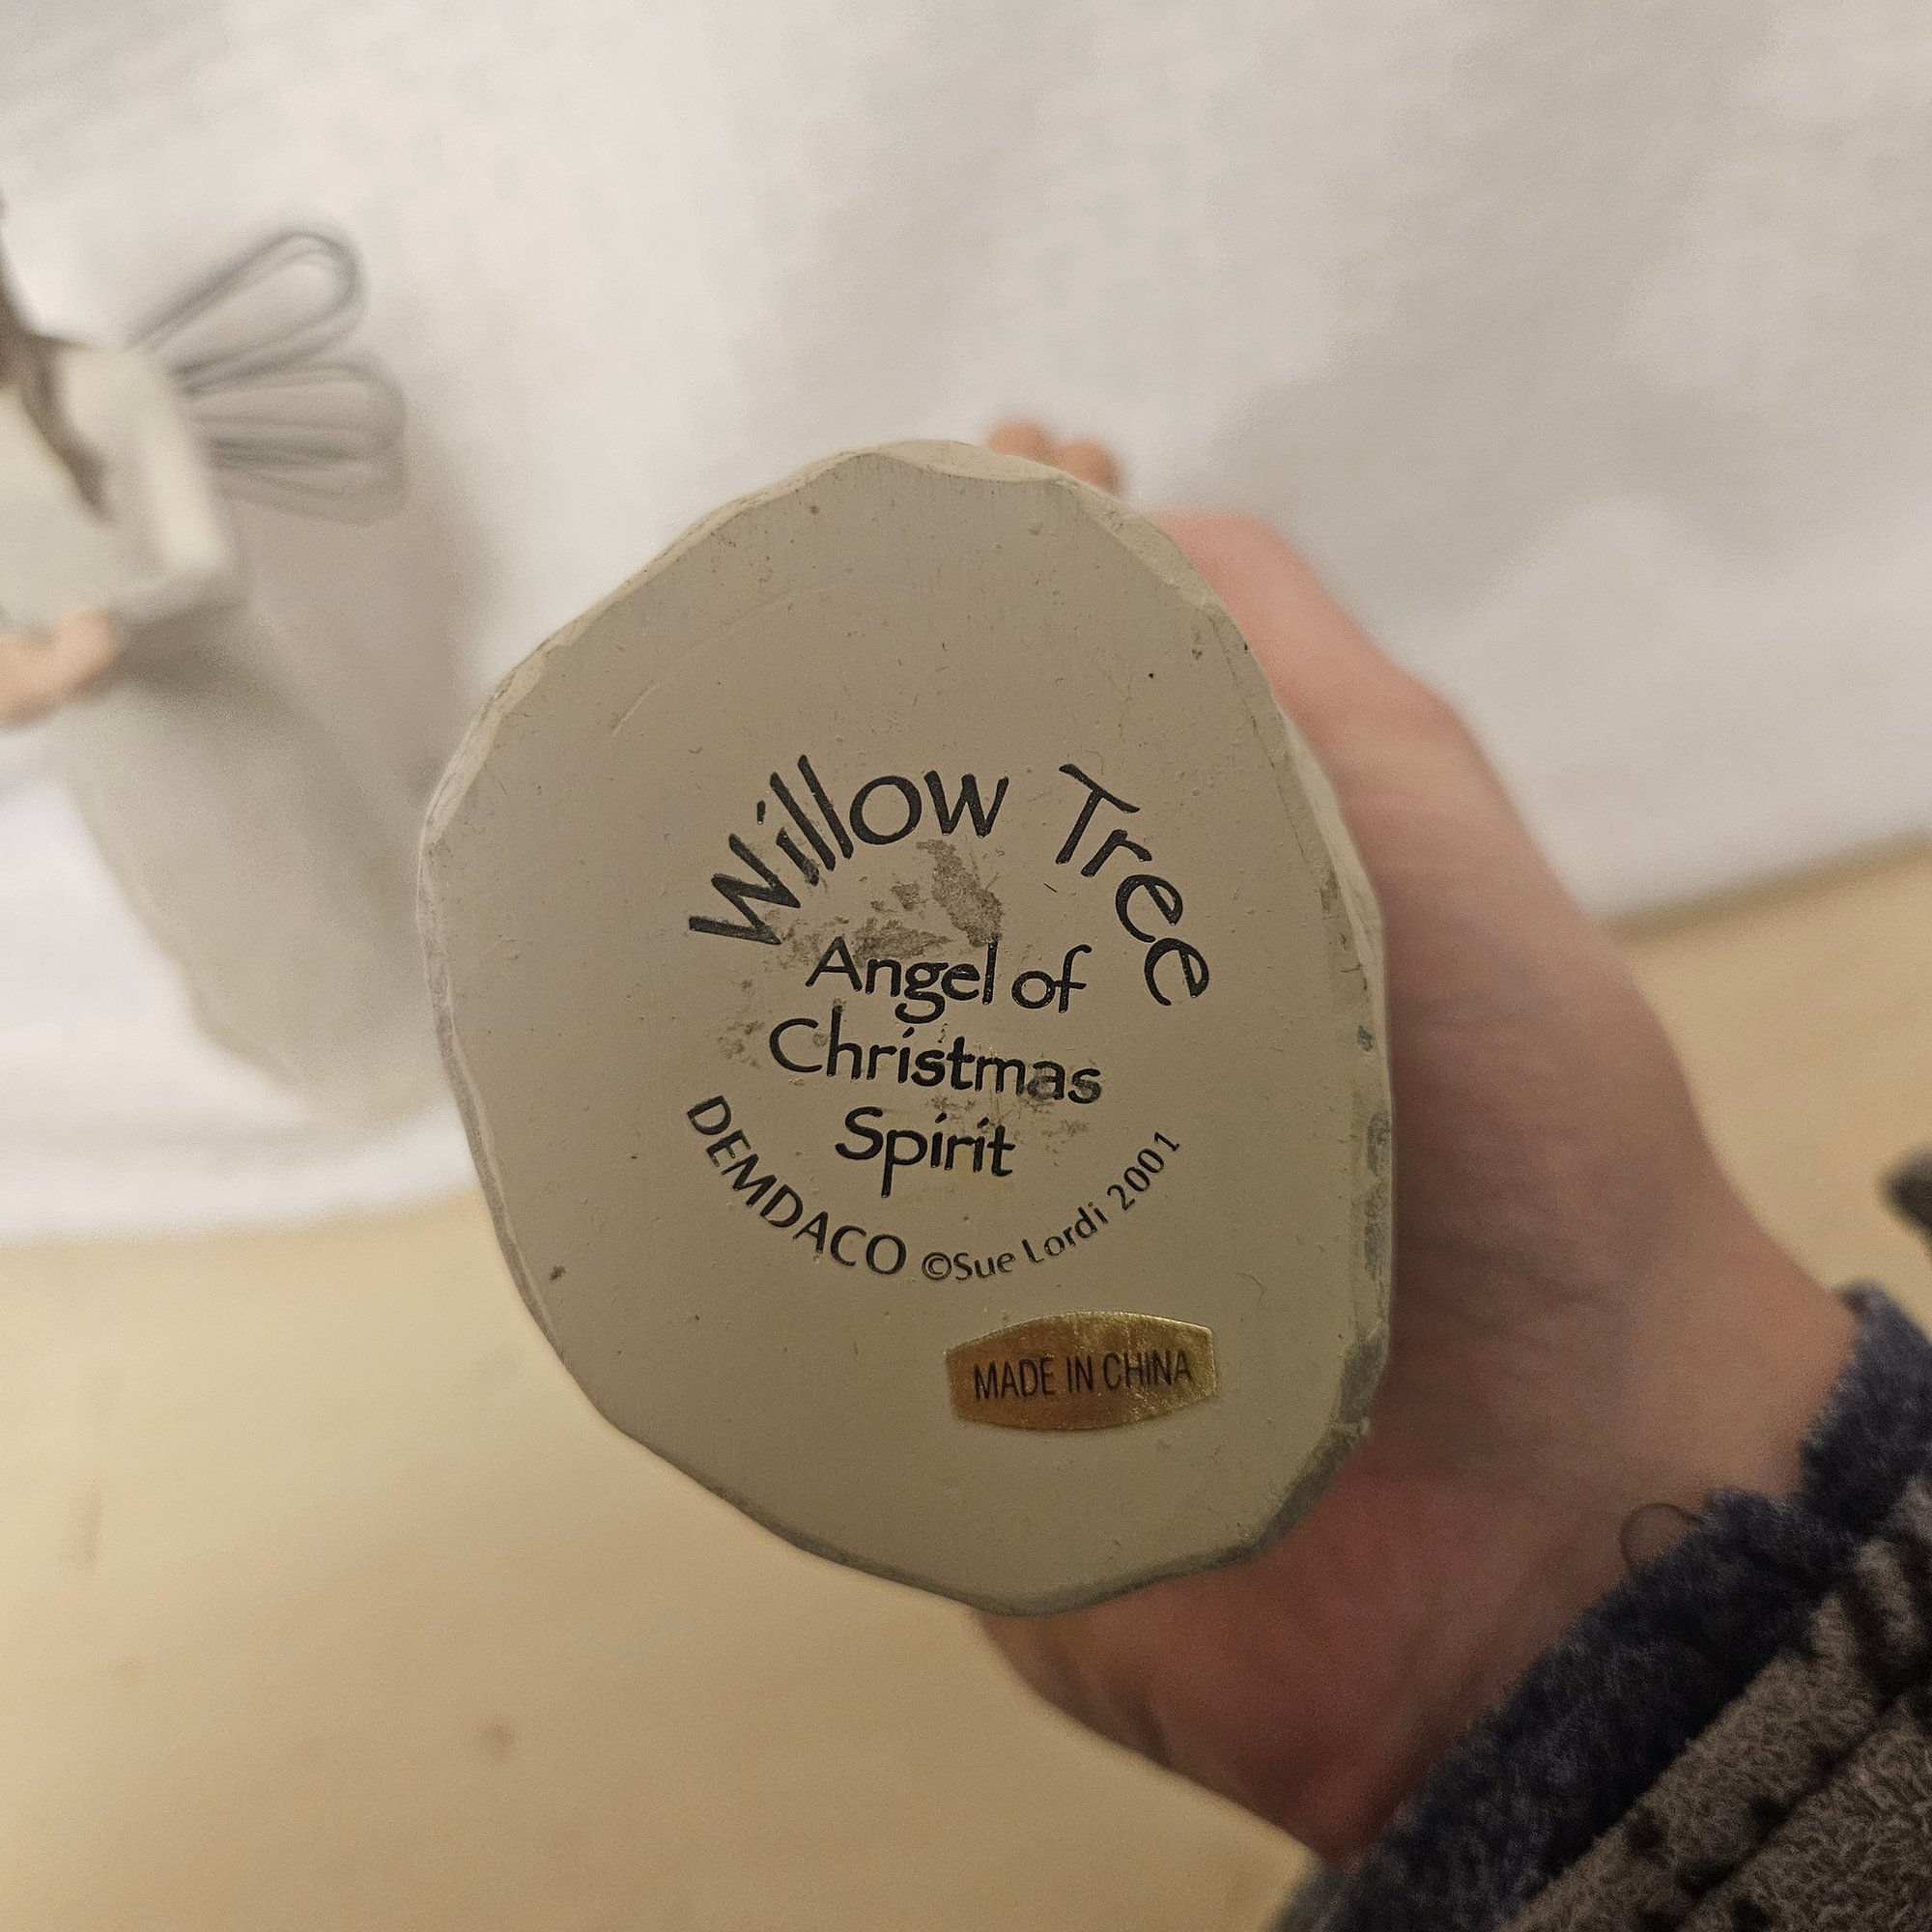 Willow Tree
Angel of
Christmas
Spirit
DEMDACO ©Sue Lordi 2001
MADE IN CHINA